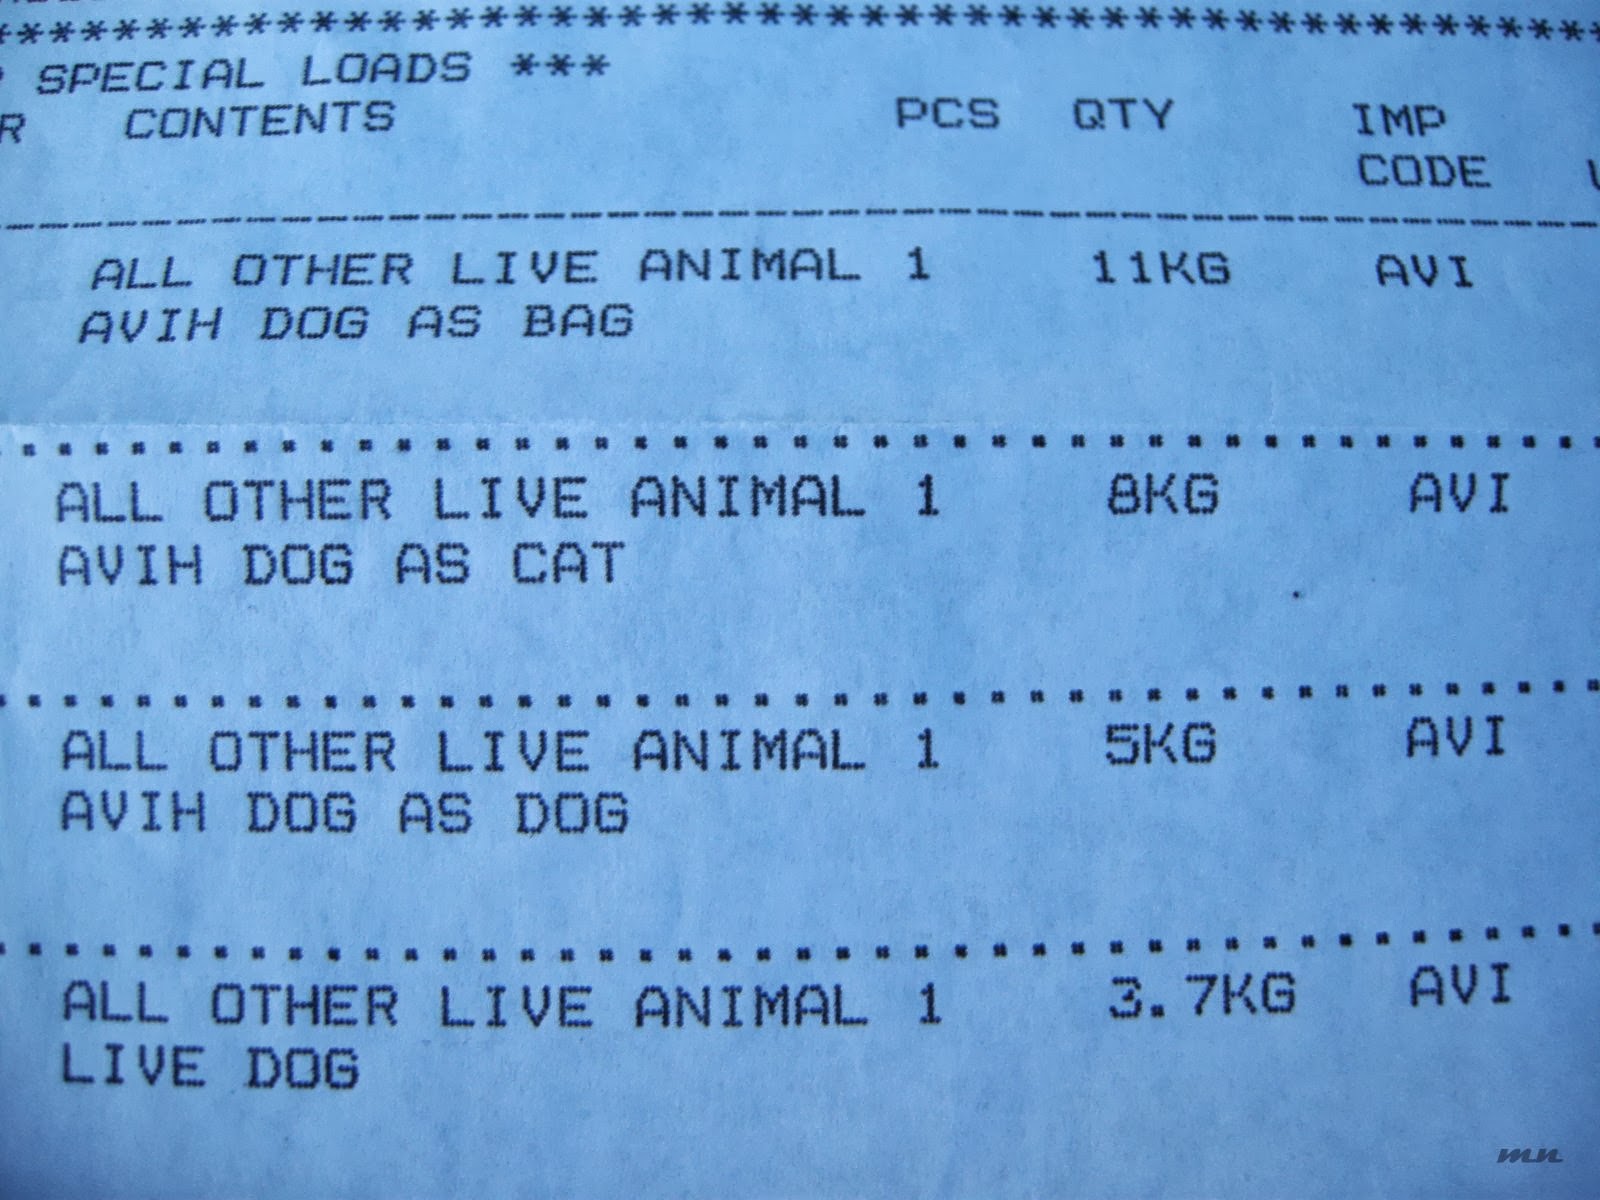 SPECIAL LOADS ***
R CONTENTS PCS QTY IMP
CODE
ALL OTHER LIVE ANIMAL 1 11KG AVI
AVIH DOG AS BAG
ALL OTHER LIVE ANIMAL 1 8KG AVI
AVIH DOG AS CAT
ALL OTHER LIVE ANIMAL 1 5KG AVI
AVIH DOG AS DOG
ALL OTHER LIVE ANIMAL 1 3.7KG AVI
LIVE DOG
mn